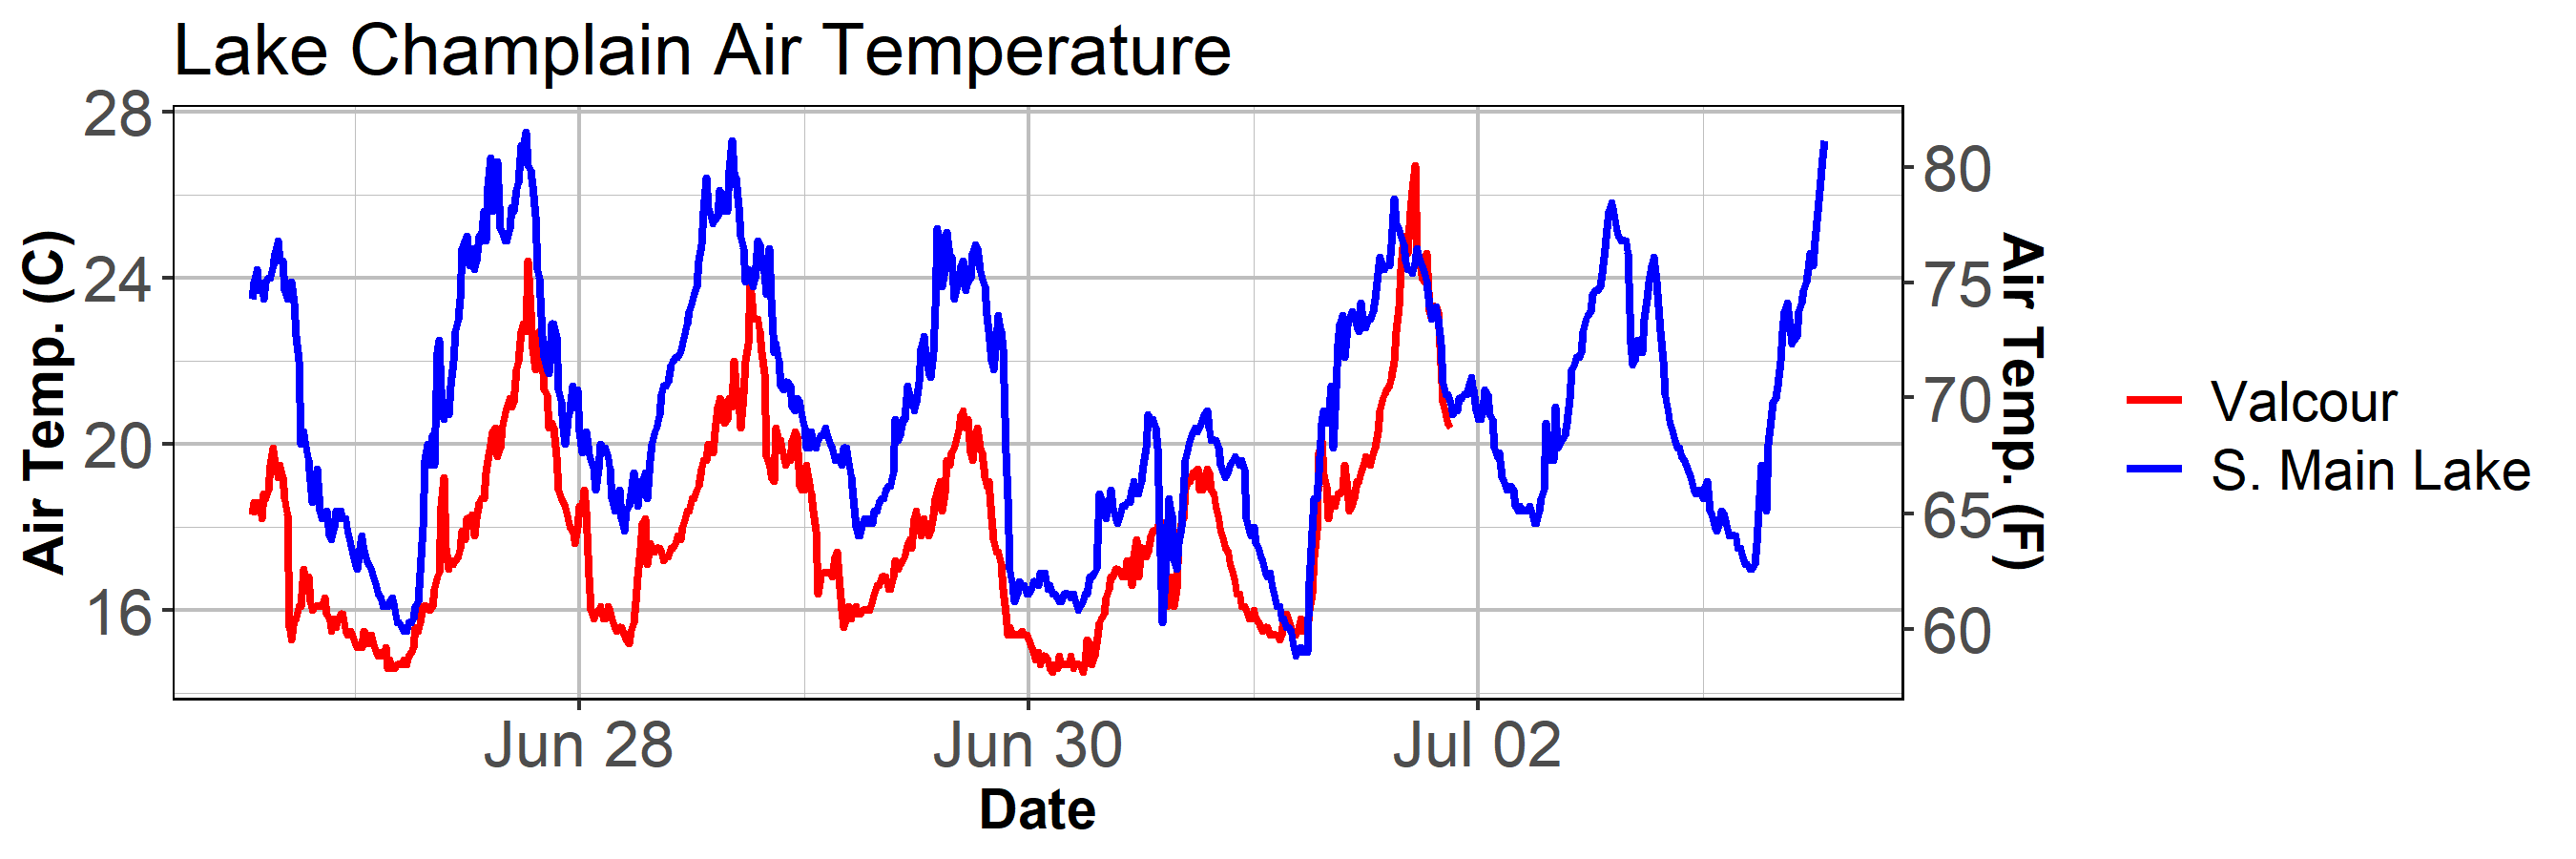 Lake Champlain Air Temperature
28
24
20
16
Air Temp. (C)
80
75
70
65
60
Air Temp. (F)
Jun 28
Jun 30
Jul 02
Date
Valcour
S. Main Lake